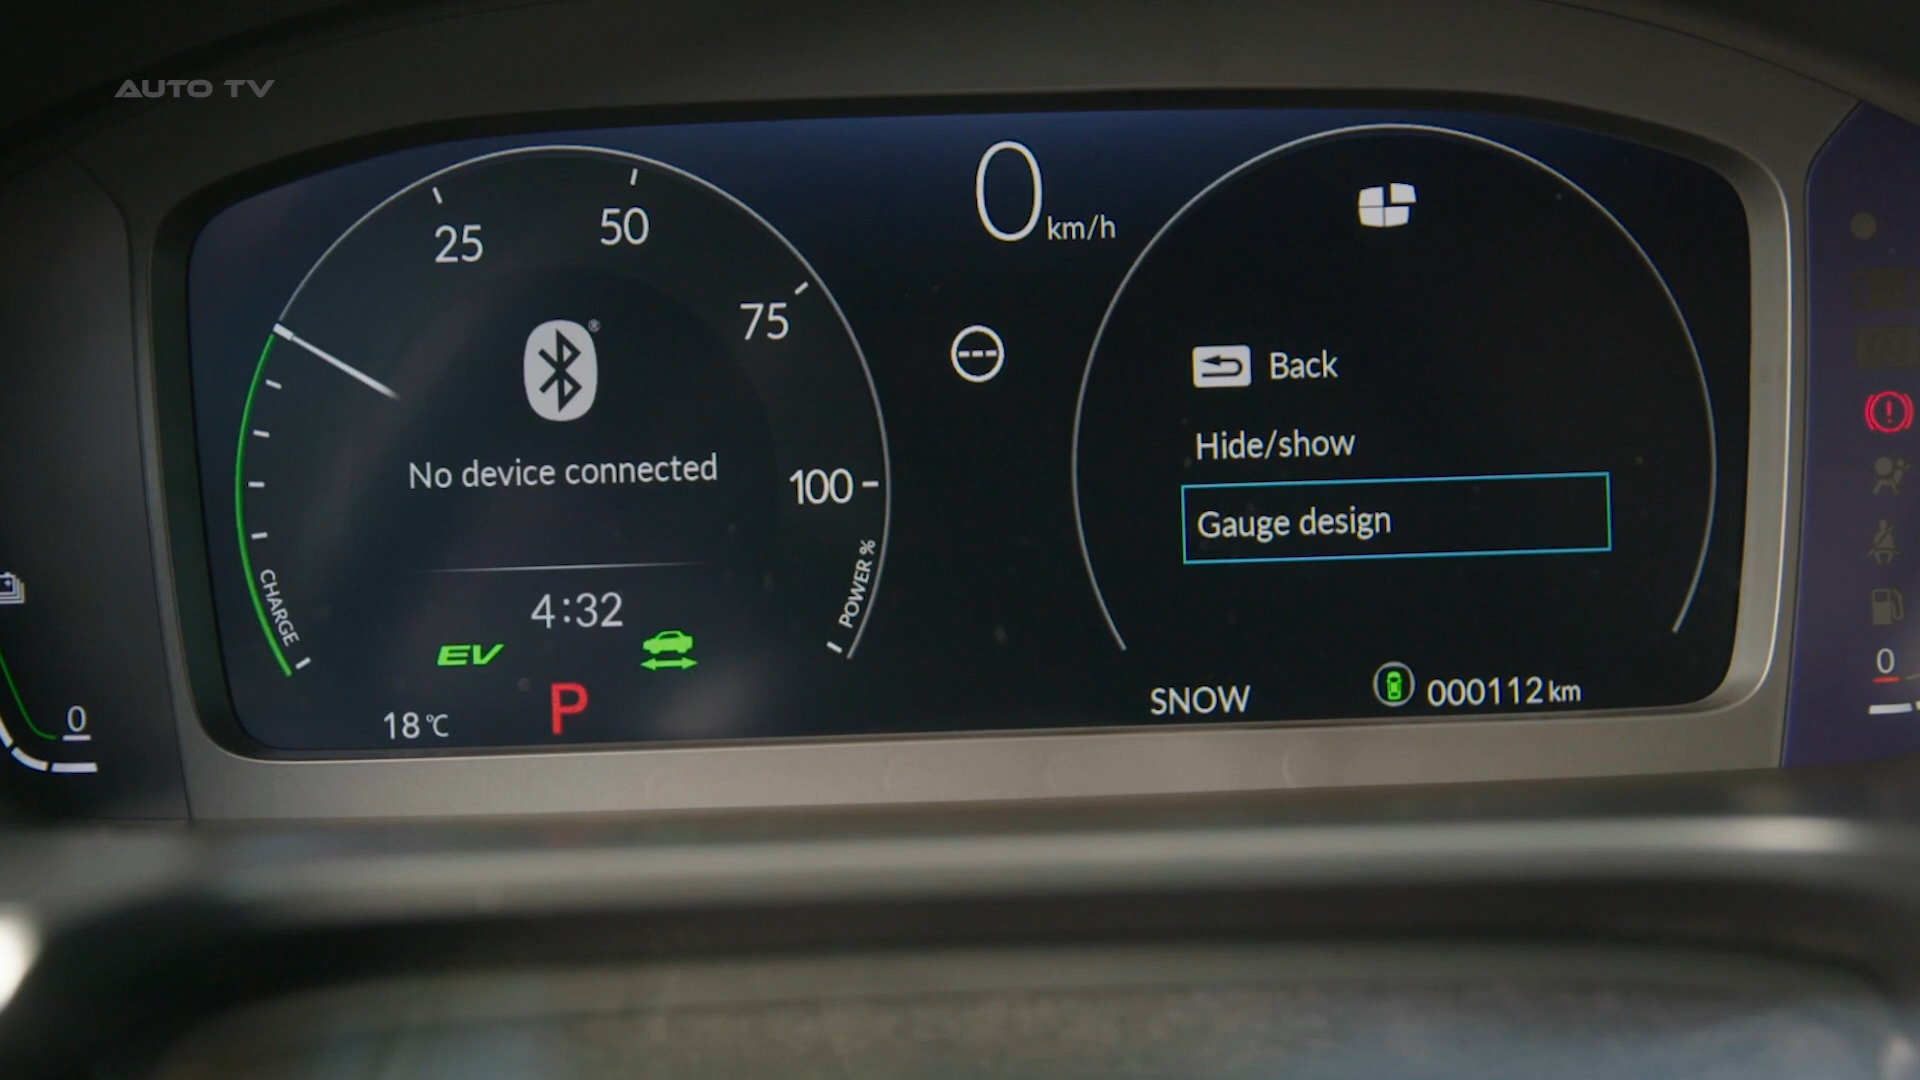 AUTO TV
0 km/h
25
50
75
100
CHARGE
POWER %
®
No device connected
4:32
EV
P
18 °C
---
Back
Hide/show
Gauge design
SNOW
000112 km
0
0